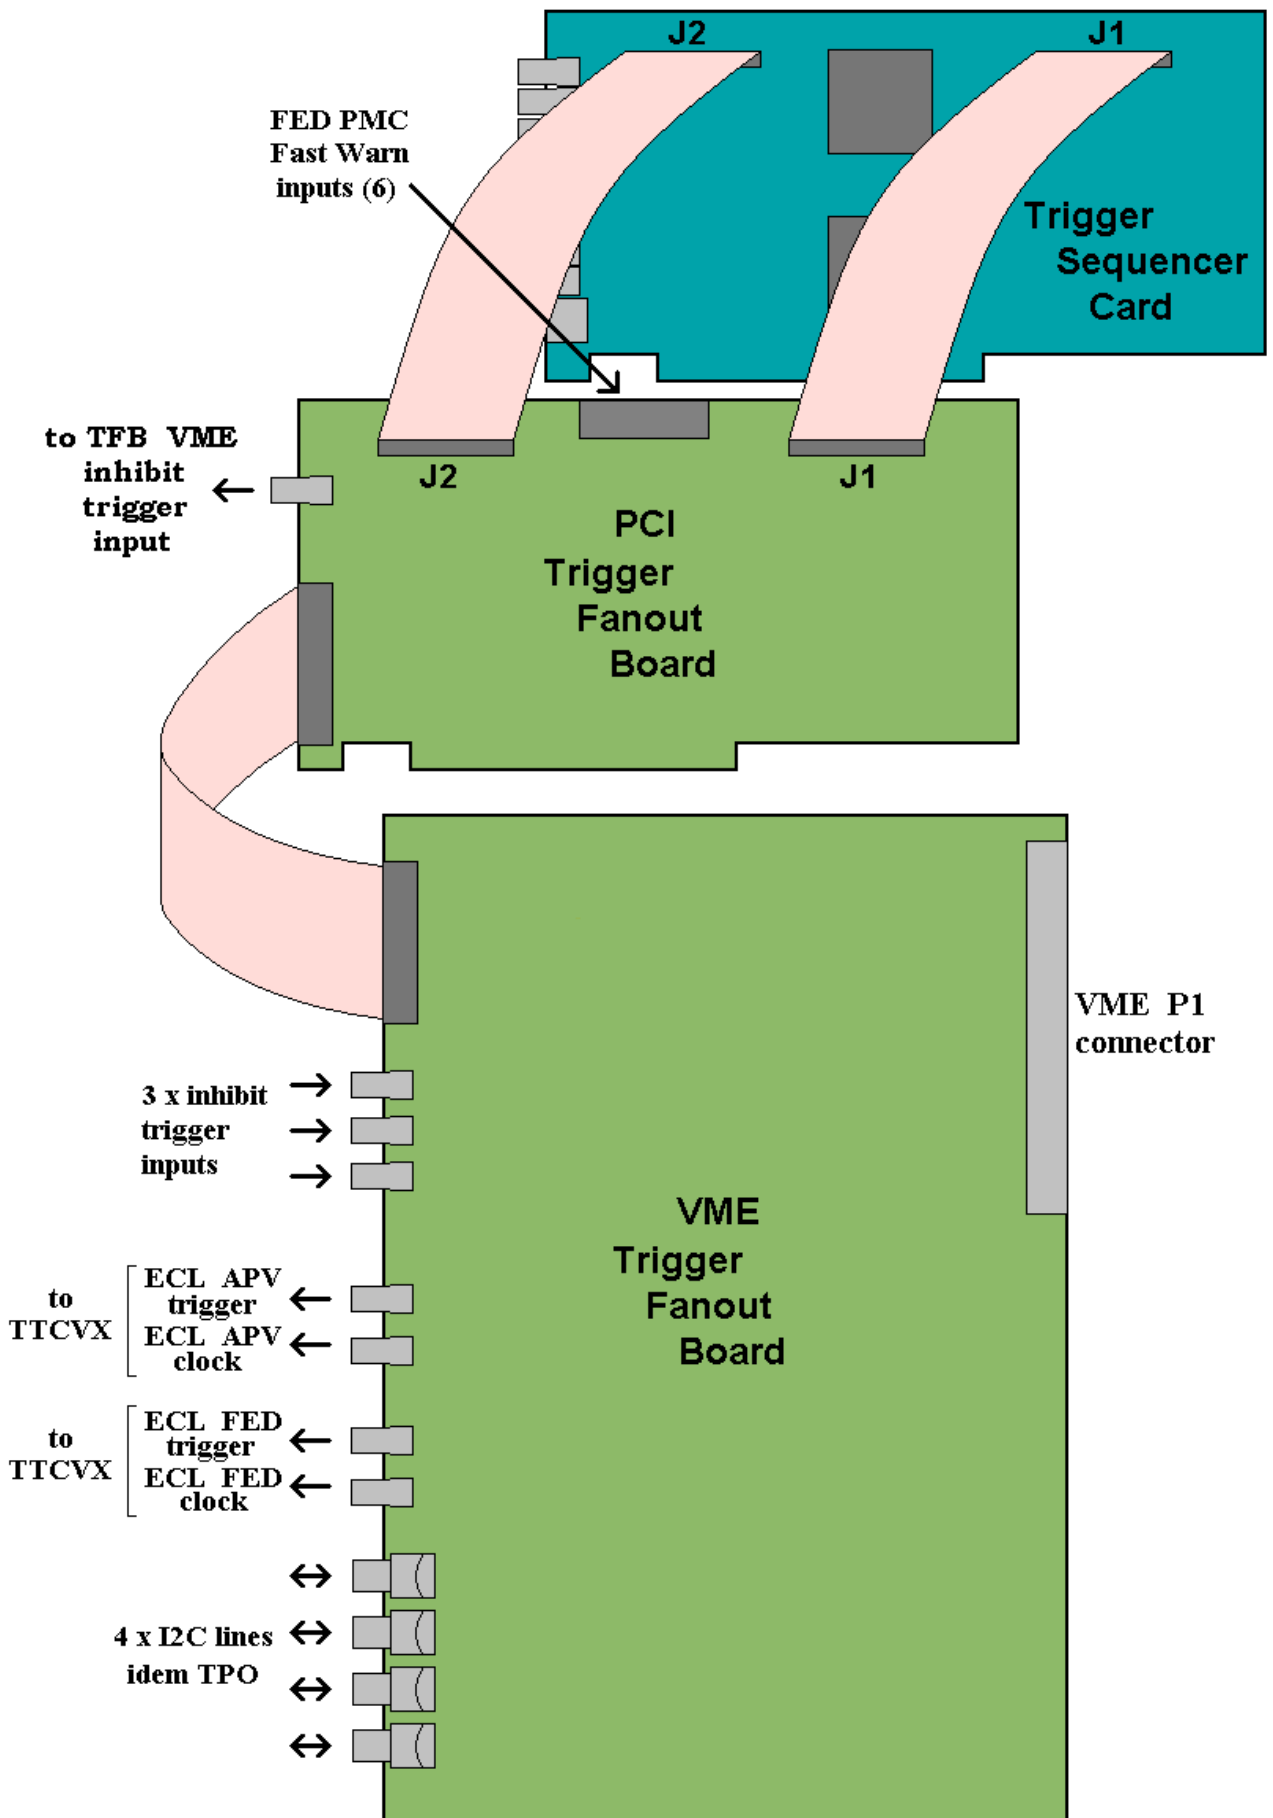 J2
J1
FED PMC
Fast Warn
inputs (6)
Trigger
Sequencer
Card
to TFB VME
inhibit
trigger
input
J2
J1
PCI
Trigger
Fanout
Board
VME P1
connector
3 x inhibit
trigger
inputs
VME
Trigger
Fanout
Board
to
TTCVX
ECL APV
trigger
ECL APV
clock
to
TTCVX
ECL FED
trigger
ECL FED
clock
4 x I2C lines
idem TPO